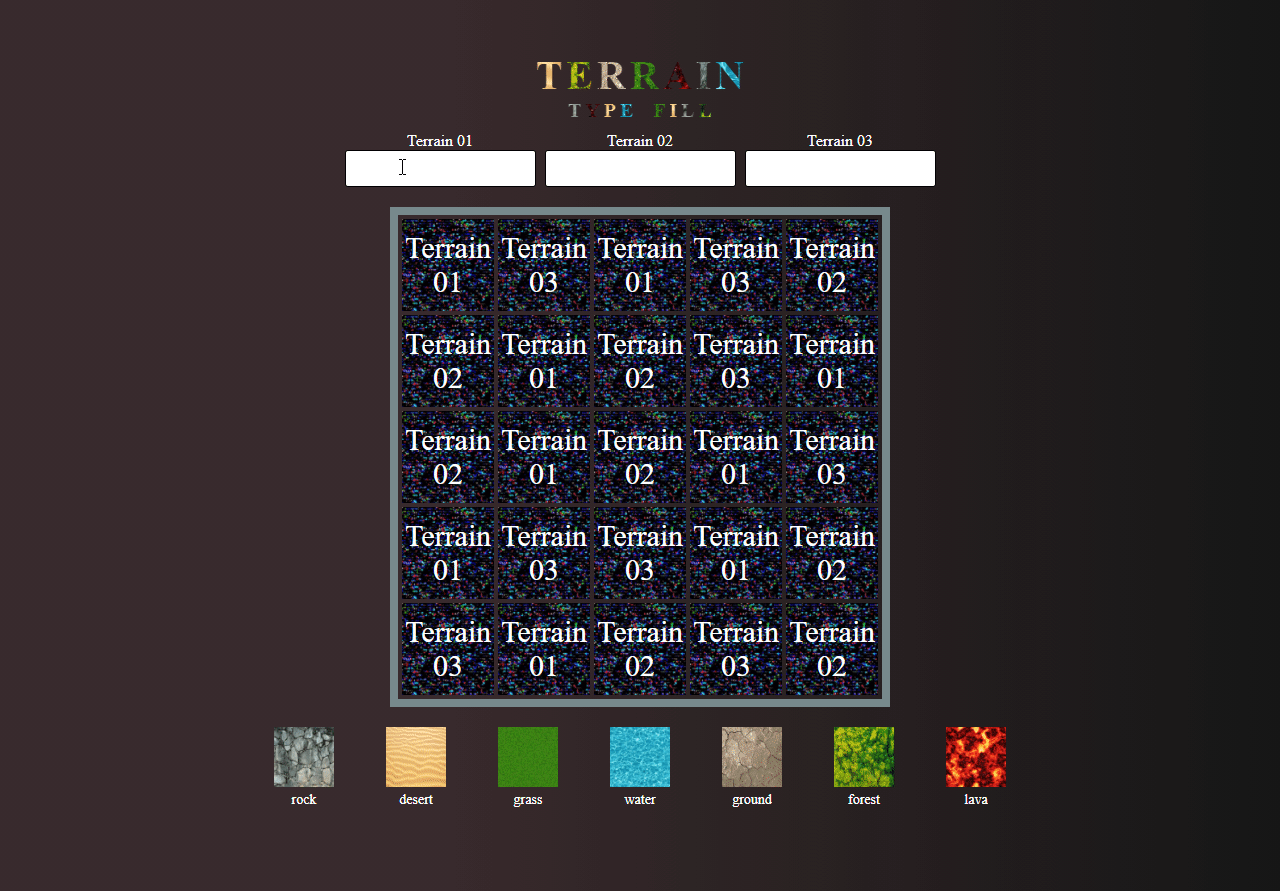 TERRAIN
TYPE FILL
Terrain 01 Terrain 02 Terrain 03
Terrain Terrain Terrain Terrain Terrain
01 03 01 03 02
Terrain Terrain Terrain Terrain Terrain
02 01 02 03 01
Terrain Terrain Terrain Terrain Terrain
02 01 02 01 03
Terrain Terrain Terrain Terrain Terrain
01 03 03 01 02
Terrain Terrain Terrain Terrain Terrain
03 01 02 03 02
rock desert grass water ground forest lava